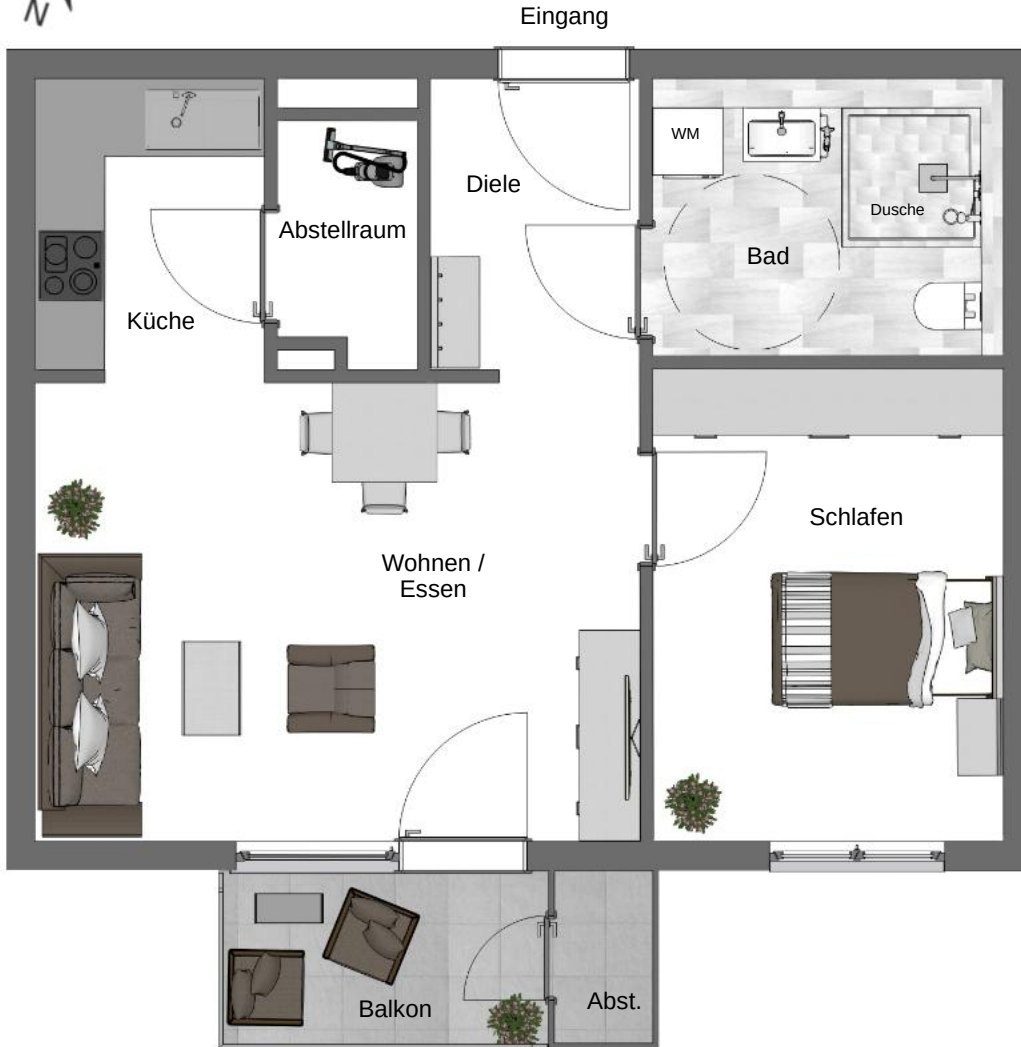 N
Eingang
WM
Diele
Dusche
Abstellraum
Bad
Küche
Schlafen
Wohnen /
Essen
Balkon
Abst.